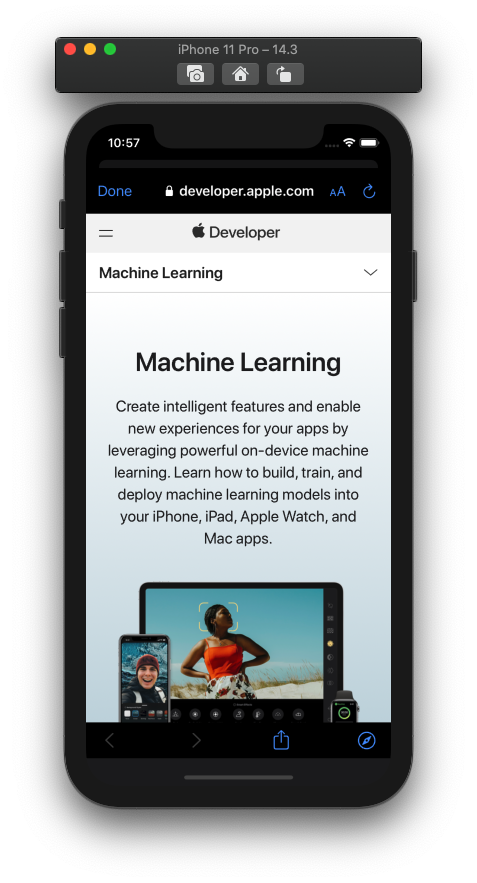 iPhone 11 Pro – 14.3
10:57
Done developer.apple.com AA
Developer
Machine Learning
Machine Learning
Create intelligent features and enable
new experiences for your apps by
leveraging powerful on-device machine
learning. Learn how to build, train, and
deploy machine learning models into
your iPhone, iPad, Apple Watch, and
Mac apps.